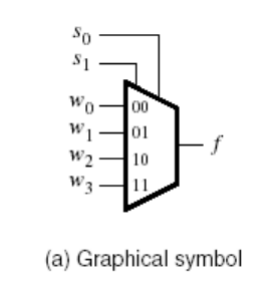 s0
s1
w0 00
w1 01 f
w2 10
w3 11
(a) Graphical symbol